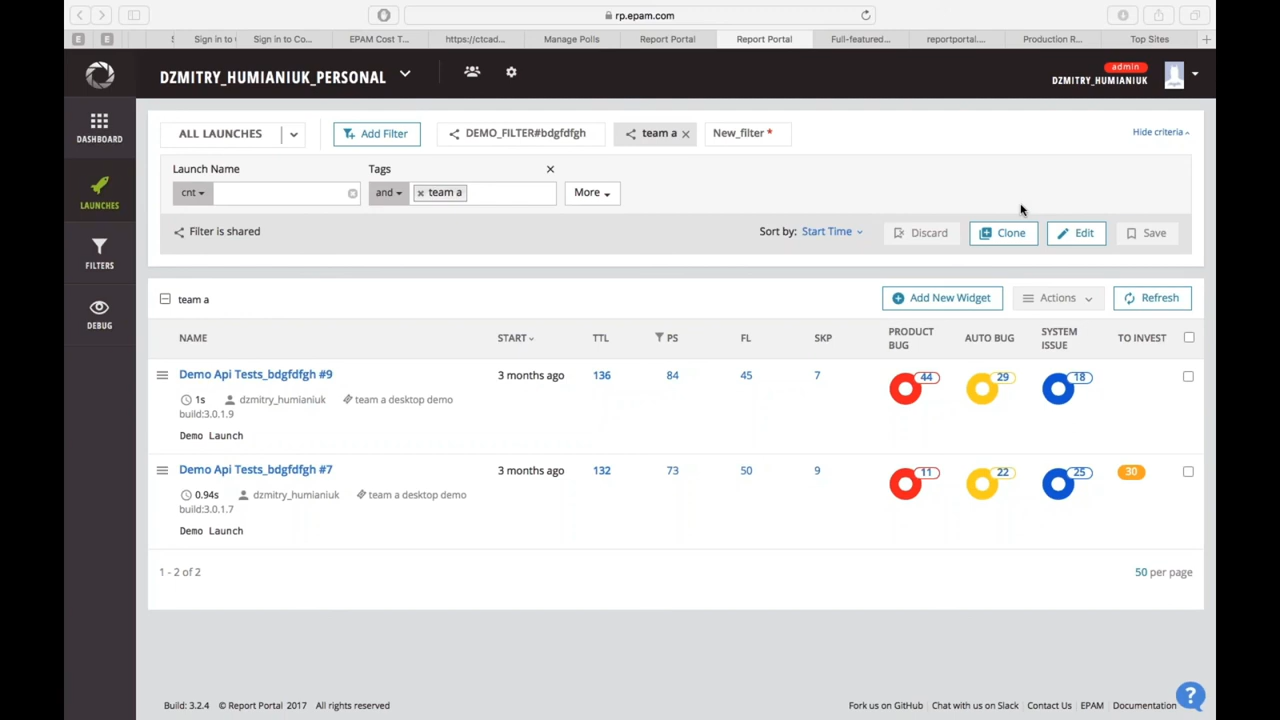 rp.epam.com
E
E
Sign in to
Sign in to Co...
EPAM Cost T...
https://ctcad...
Manage Polls
Report Portal
Report Portal
Full-featured...
reportportal....
Production R...
Top Sites
DZMITRY_HUMIANIUK_PERSONAL
admin
DZMITRY_HUMIANIUK
DASHBOARD
LAUNCHES
FILTERS
DEBUG
ALL LAUNCHES
Add Filter
DEMO_FILTER#bdgfdfgh
team a
New_filter *
Hide criteria
Launch Name
Tags
cnt
and
team a
More
Filter is shared
Sort by: Start Time
Discard
Clone
Edit
Save
team a
Add New Widget
Actions
Refresh
NAME
START
TTL
PS
FL
SKP
PRODUCT
BUG
AUTO BUG
SYSTEM
ISSUE
TO INVEST
Demo Api Tests_bdgfdfgh #9
3 months ago
136
84
45
7
44
29
18
1s
dzmitry_humianiuk
team a desktop demo
build:3.0.1.9
Demo Launch
Demo Api Tests_bdgfdfgh #7
3 months ago
132
73
50
9
11
22
25
30
0.94s
dzmitry_humianiuk
team a desktop demo
build:3.0.1.7
Demo Launch
1 - 2 of 2
50 per page
Build: 3.2.4 © Report Portal 2017 All rights reserved
Fork us on GitHub
Chat with us on Slack
Contact Us
EPAM
Documentation
?